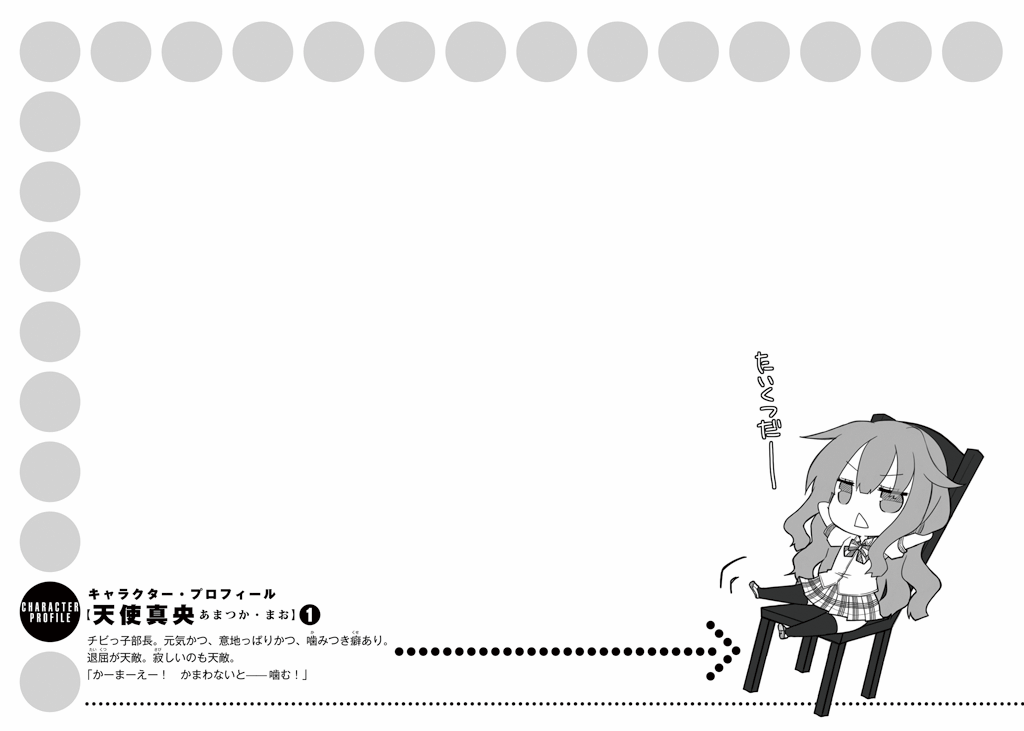 たいくつだー
CHARACTER
PROFILE
キャラクター・プロフィール
【天使真央 あまつか・まお】❶
チビっ子部長。元気かつ、意地っぱりかつ、噛みつき癖あり。
退屈が天敵。寂しいのも天敵。
「かーまーえー！　かまわないと――噛む！」